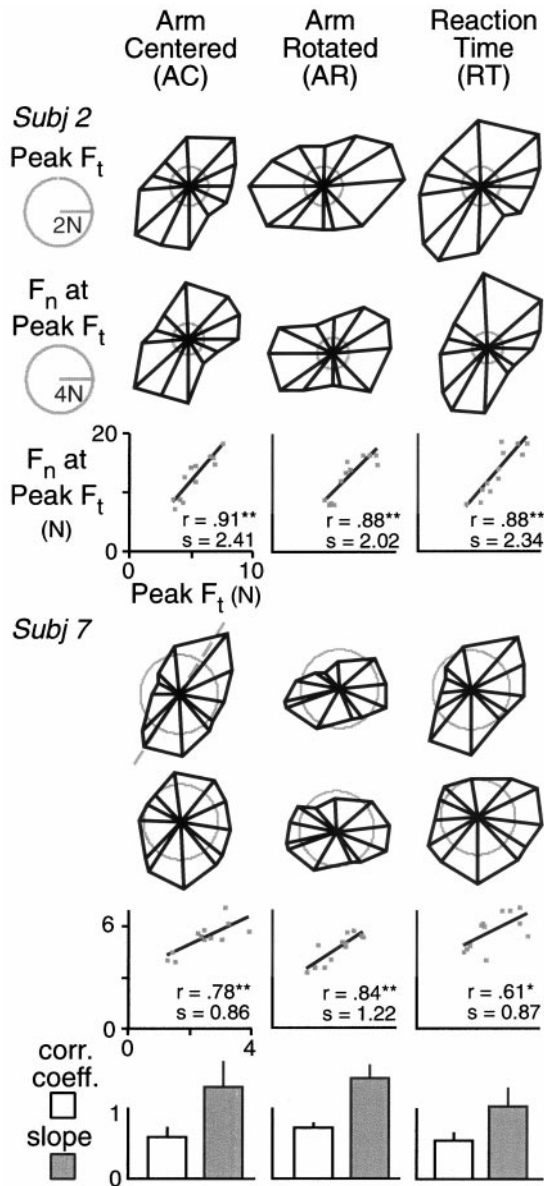 Arm Centered (AC)
Arm Rotated (AR)
Reaction Time (RT)
Subj 2
Peak Ft
2N
Fn at Peak Ft
4N
20
Fn at Peak Ft (N)
10
0
r = .91**
s = 2.41
r = .88**
s = 2.02
r = .88**
s = 2.34
0
10
Peak Ft (N)
Subj 7
6
3
0
r = .78**
s = 0.86
r = .84**
s = 1.22
r = .61*
s = 0.87
0
4
corr. coeff.
slope
1
0